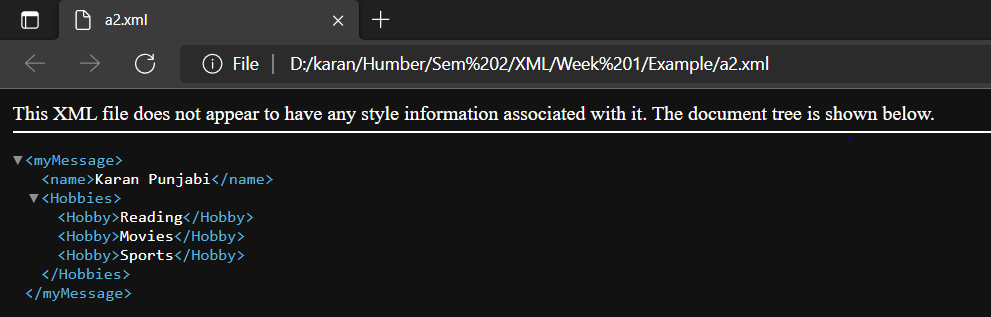 a2.xml
File D:/karan/Humber/Sem%202/XML/Week%201/Example/a2.xml
This XML file does not appear to have any style information associated with it. The document tree is shown below.
<myMessage>
<name>Karan Punjabi</name>
<Hobbies>
<Hobby>Reading</Hobby>
<Hobby>Movies</Hobby>
<Hobby>Sports</Hobby>
</Hobbies>
</myMessage>